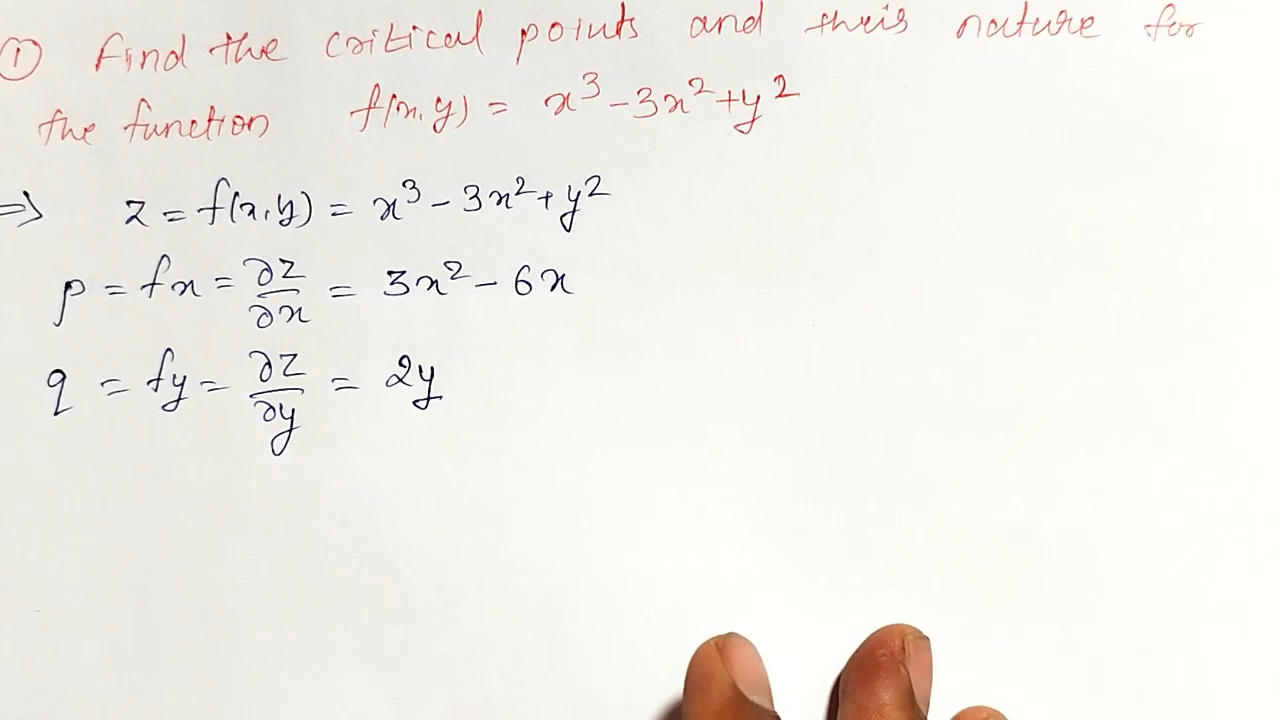 ① Find the critical points and their nature for
the function f(x,y) = x³ - 3x² + y²
⇒ z = f(x,y) = x³ - 3x² + y²
p = fx = ∂z/∂x = 3x² - 6x
q = fy = ∂z/∂y = 2y